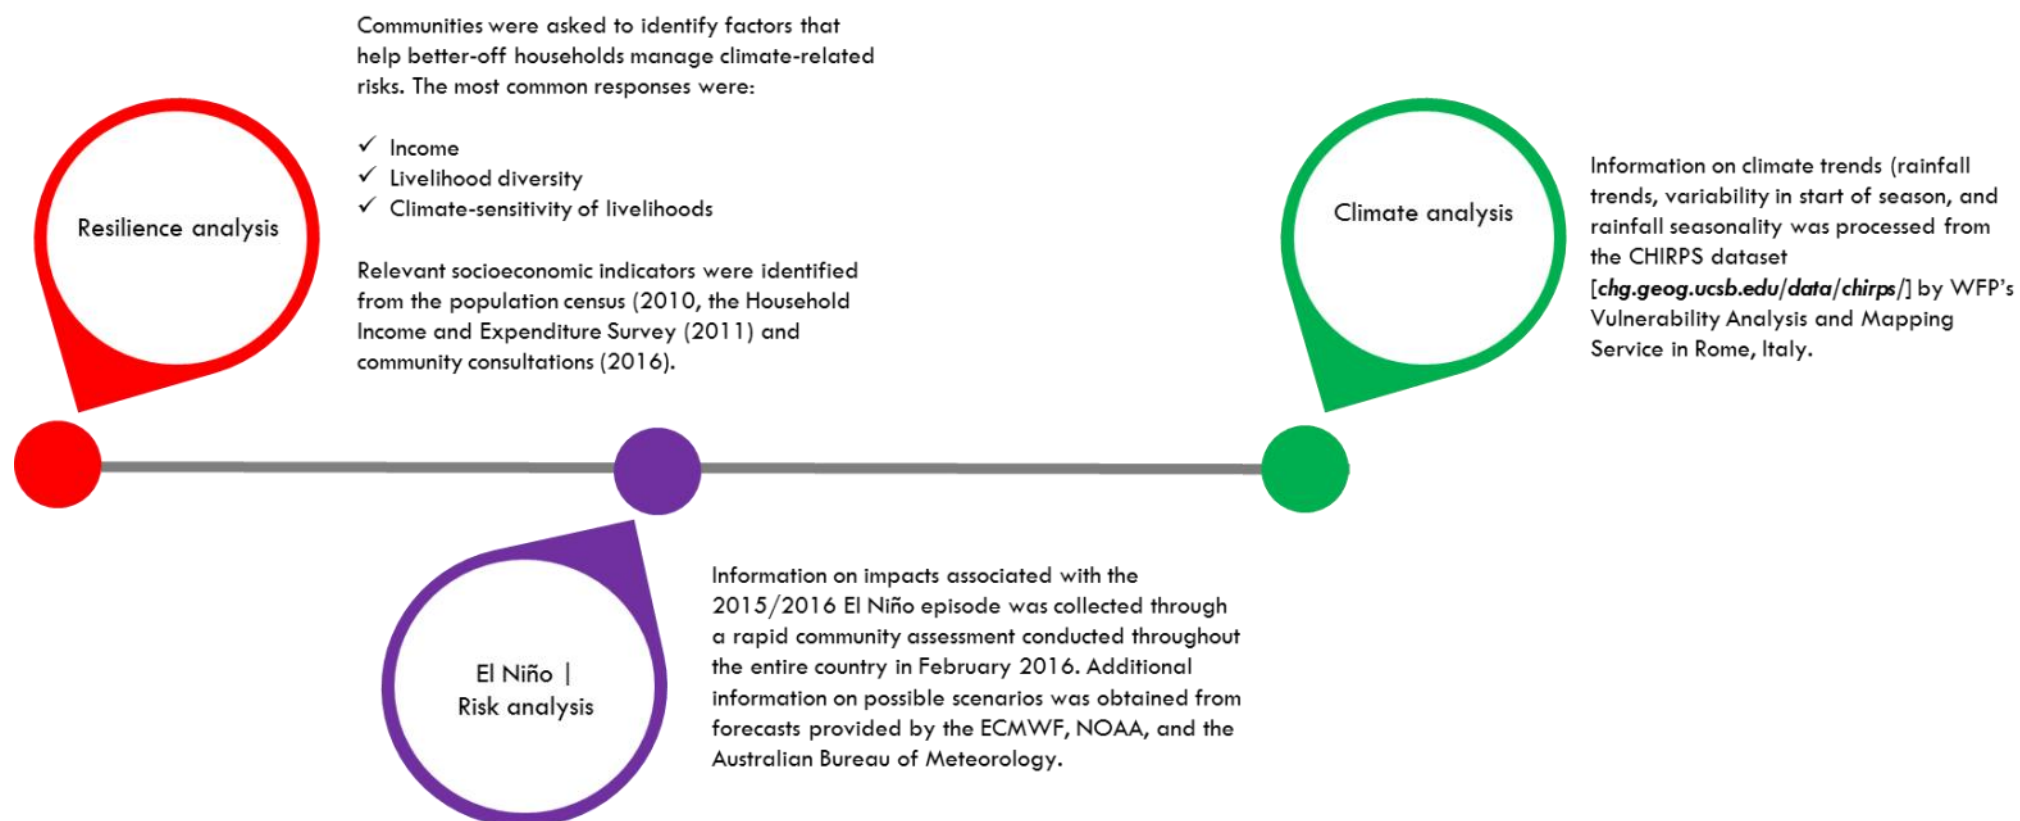 Communities were asked to identify factors that
help better-off households manage climate-related
risks. The most common responses were:
✓ Income
✓ Livelihood diversity
✓ Climate-sensitivity of livelihoods
Relevant socioeconomic indicators were identified
from the population census (2010, the Household
Income and Expenditure Survey (2011) and
community consultations (2016).
Resilience analysis
Climate analysis
Information on climate trends (rainfall
trends, variability in start of season, and
rainfall seasonality was processed from
the CHIRPS dataset
[chg.geog.ucsb.edu/data/chirps/] by WFP's
Vulnerability Analysis and Mapping
Service in Rome, Italy.
El Niño |
Risk analysis
Information on impacts associated with the
2015/2016 El Niño episode was collected through
a rapid community assessment conducted throughout
the entire country in February 2016. Additional
information on possible scenarios was obtained from
forecasts provided by the ECMWF, NOAA, and the
Australian Bureau of Meteorology.